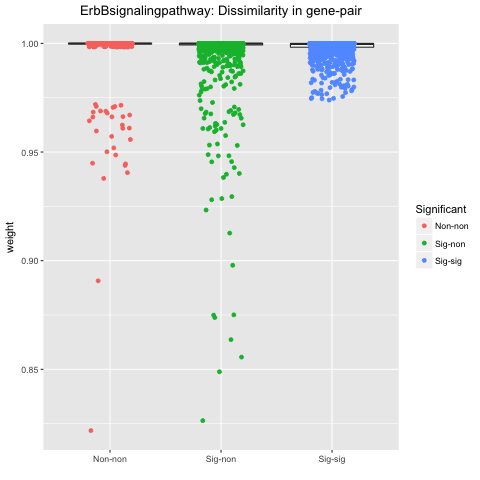 ErbBsignalingpathway: Dissimilarity in gene-pair
1.00
0.95
0.90
0.85
weight
Non-non
Sig-non
Sig-sig
Significant
Non-non
Sig-non
Sig-sig